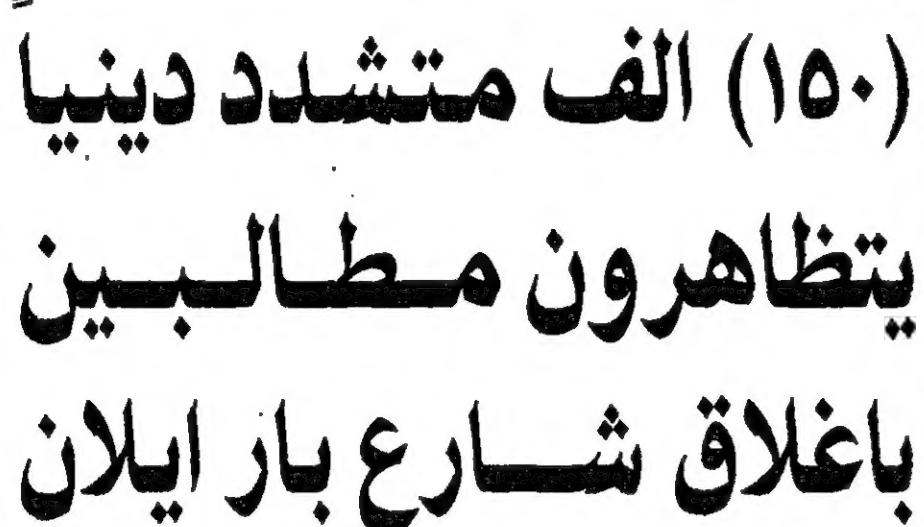 (١٥٠) الف متشدد دينياً
يتظاهرون مطالبين
باغلاق شارع بار ايلان